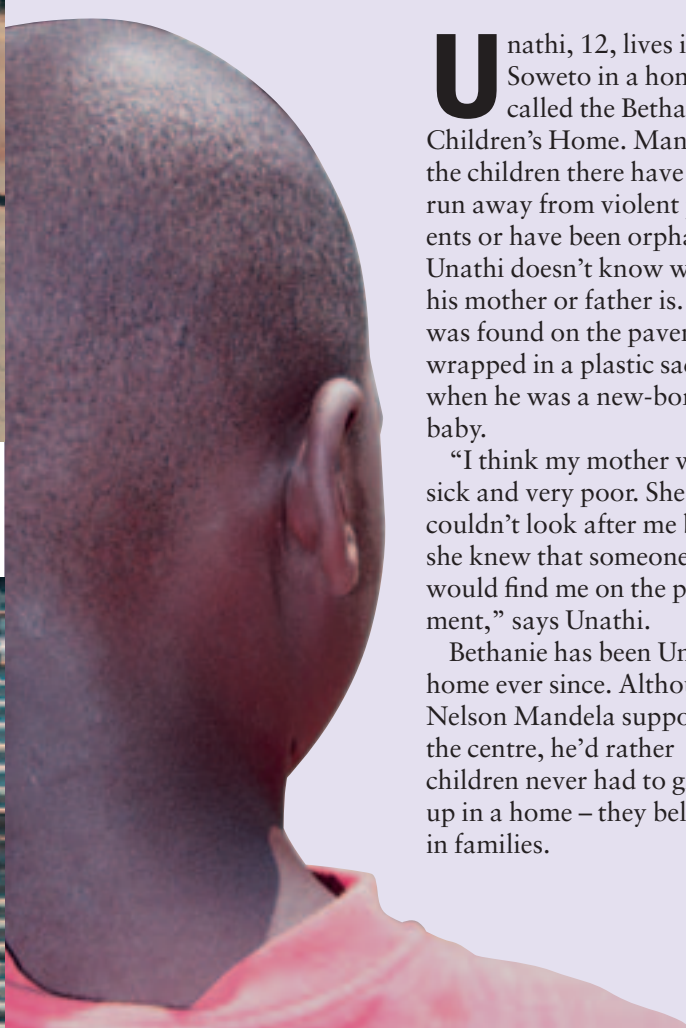 Unathi, 12, lives i
Soweto in a
called the Betha
Children’s Home. Man
the children there have
run away from violent
ents or have been orpha
Unathi doesn’t know w
his mother or father is.
was found on the paver
wrapped in a plastic sa
when he was a new-bo
baby.
“I think my mother w
sick and very poor. She
couldn’t look after me
she knew that someone
would find me on the p
ment,” says Unathi.
Bethanie has been Un
home ever since. Althou
Nelson Mandela suppo
the centre, he’d rather
children never had to g
up in a home – they bel
in families.